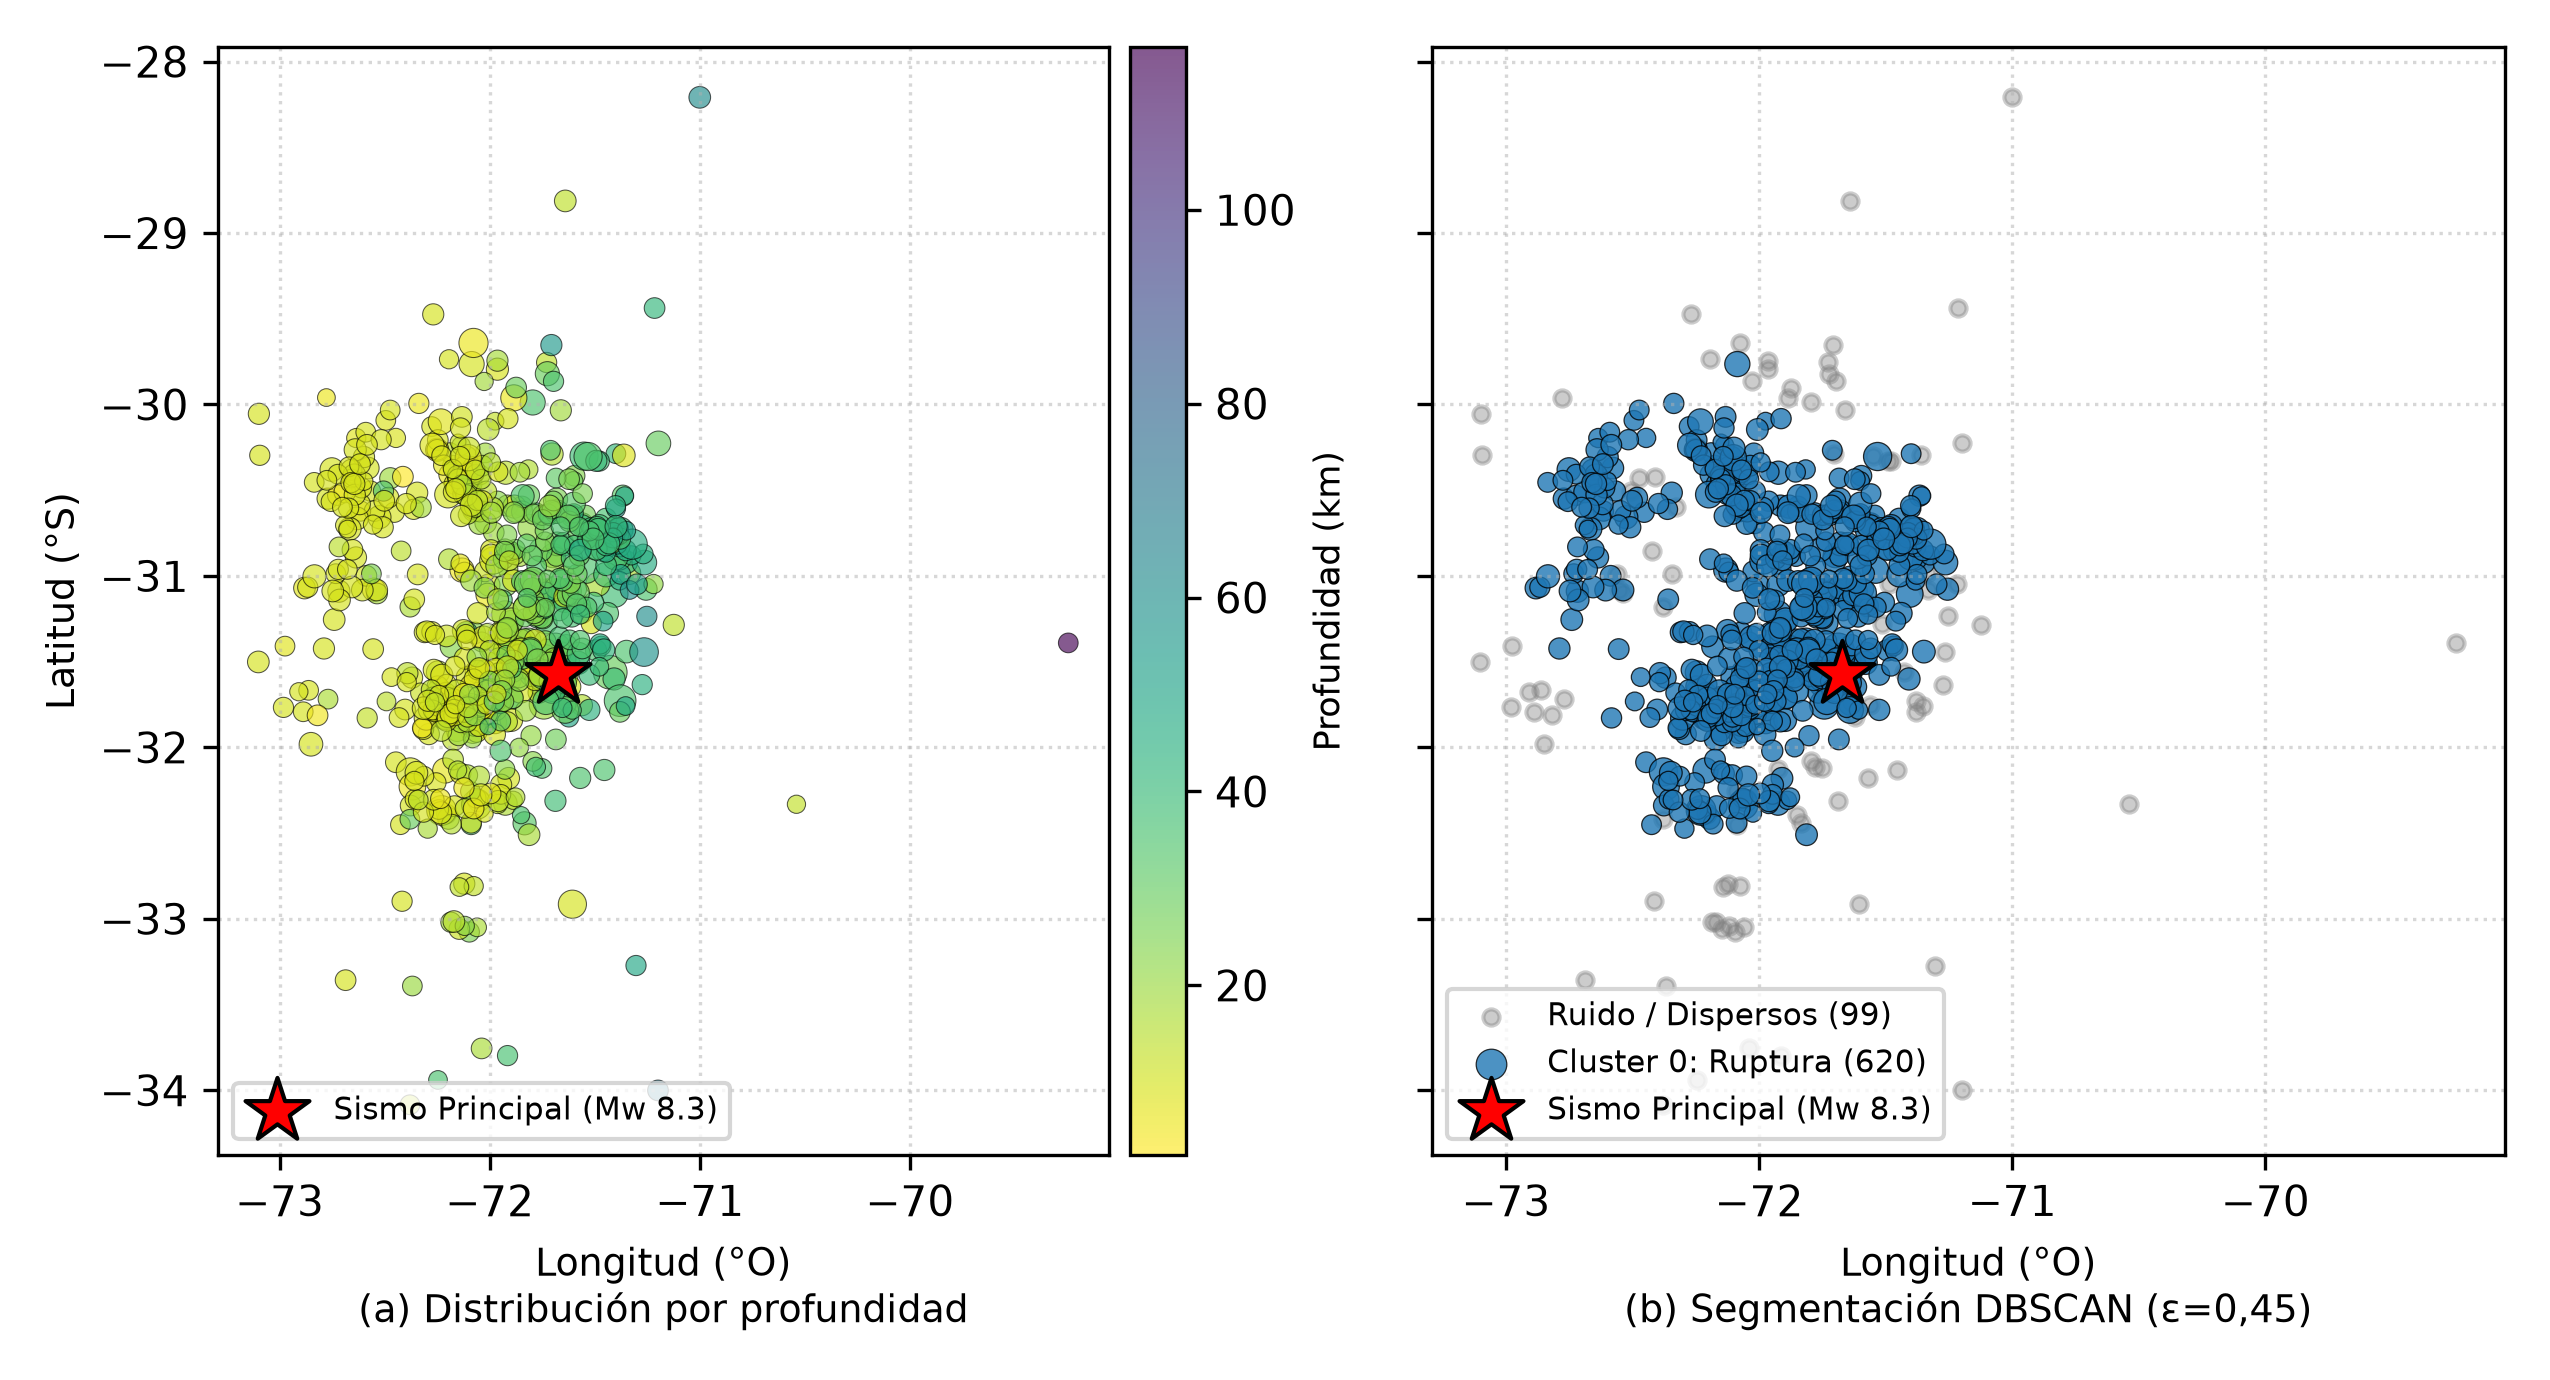 −28
−29
−30
−31
−32
−33
−34
Latitud (°S)
−73
−72
−71
−70
Longitud (°O)
Sismo Principal (Mw 8.3)
(a) Distribución por profundidad
100
80
60
40
20
Profundidad (km)
Ruido / Dispersos (99)
Cluster 0: Ruptura (620)
Sismo Principal (Mw 8.3)
−73
−72
−71
−70
Longitud (°O)
(b) Segmentación DBSCAN (ε=0,45)